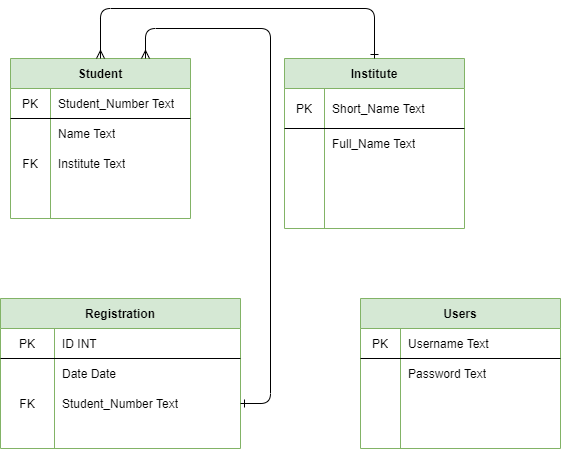 Student
PK Student_Number Text
Name Text
FK Institute Text
Institute
PK Short_Name Text
Full_Name Text
Registration
PK ID INT
Date Date
FK Student_Number Text
Users
PK Username Text
Password Text